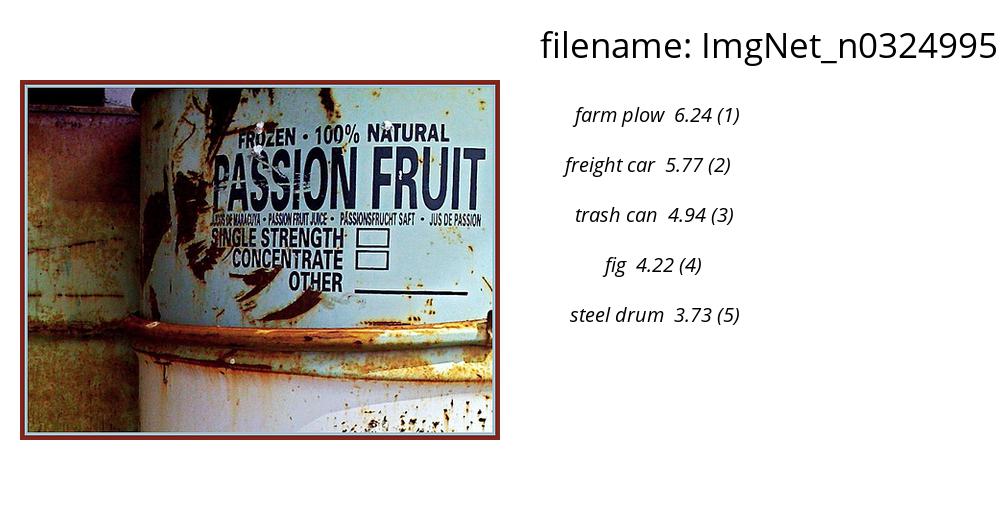 filename: ImgNet_n0324995
FROZEN · 100% NATURAL
PASSION FRUIT
DE MARACUYA · PASSION FRUIT JUICE · PASSIONSFRUCHT SAFT · JUS DE PASSION
SINGLE STRENGTH
CONCENTRATE
OTHER
farm plow 6.24 (1)
freight car 5.77 (2)
trash can 4.94 (3)
fig 4.22 (4)
steel drum 3.73 (5)